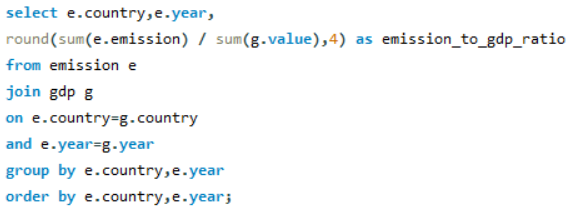 select e.country,e.year,
round(sum(e.emission) / sum(g.value),4) as emission_to_gdp_ratio
from emission e
join gdp g
on e.country=g.country
and e.year=g.year
group by e.country,e.year
order by e.country,e.year;